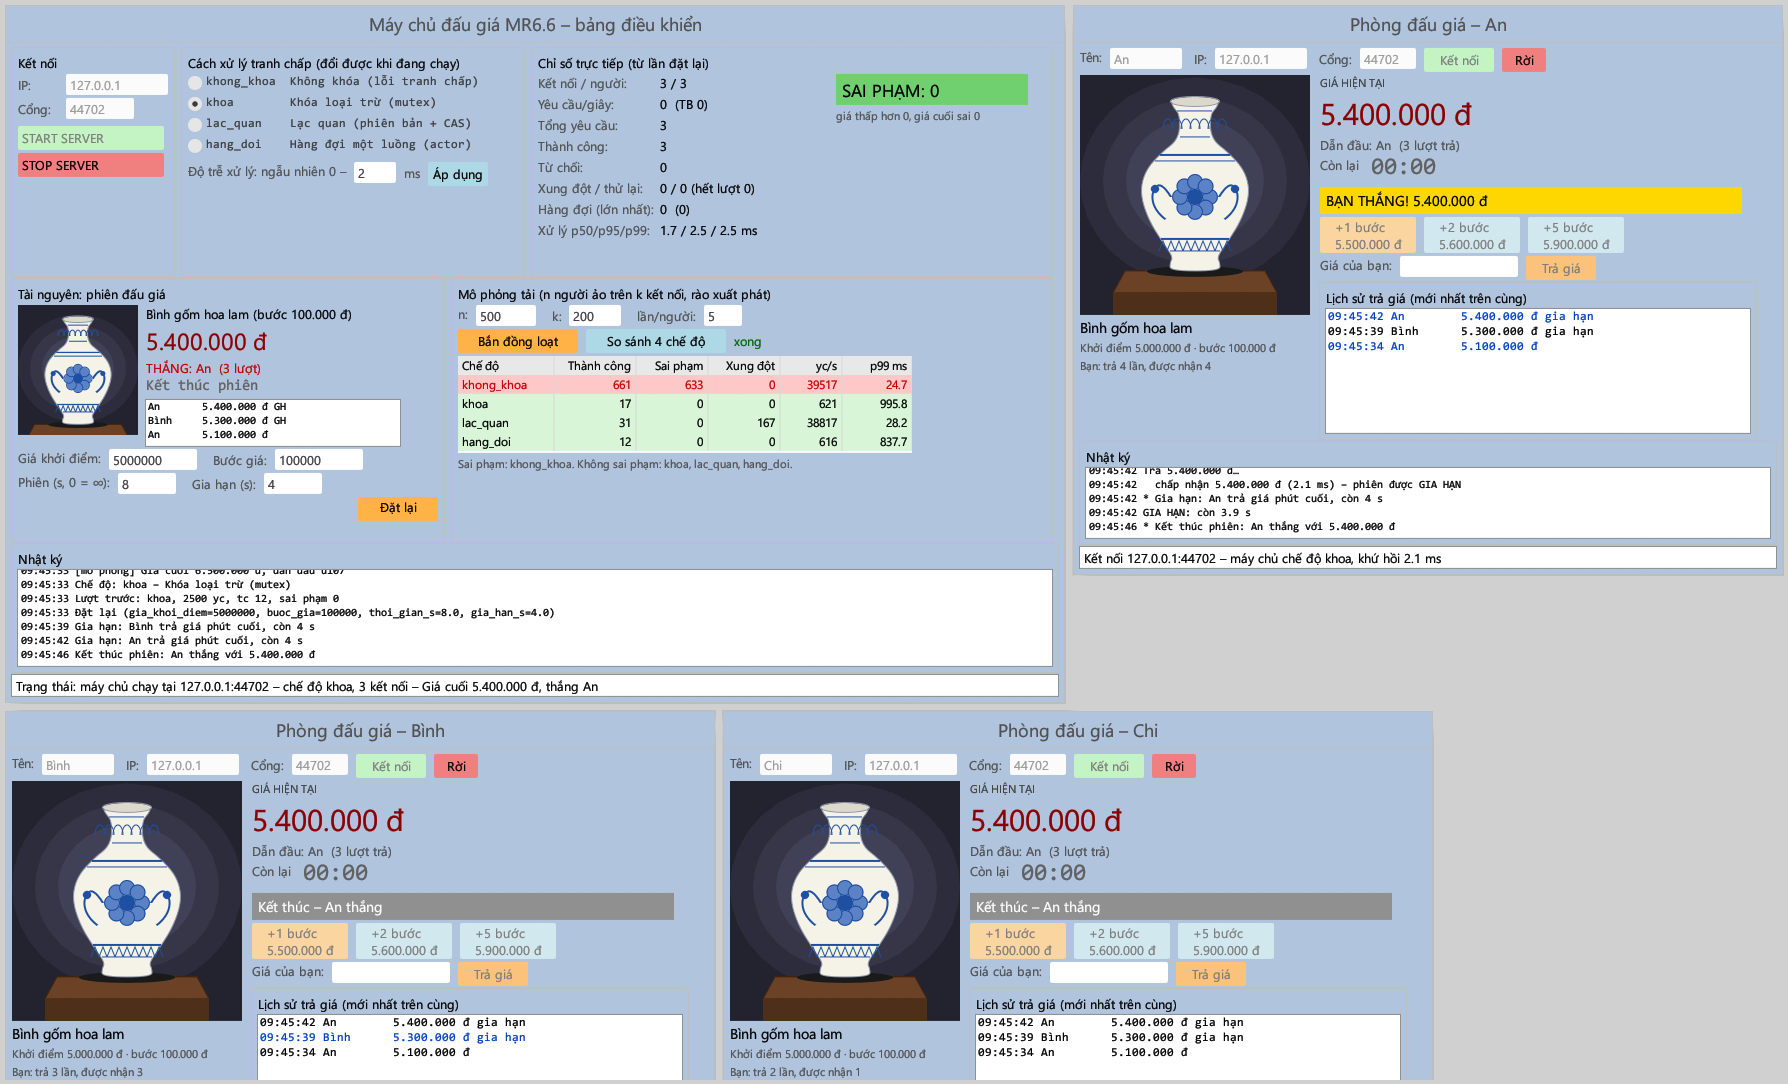 Máy chủ đấu giá MR6.6 – bảng điều khiển
Kết nối
IP: 127.0.0.1
Cổng: 44702
START SERVER
STOP SERVER
Cách xử lý tranh chấp (đổi được khi đang chạy)
khong_khoa Không khóa (lỗi tranh chấp)
khoa Khóa loại trừ (mutex)
lac_quan Lạc quan (phiên bản + CAS)
hang_doi Hàng đợi một luồng (actor)
Độ trễ xử lý: ngẫu nhiên 0 – 2 ms Áp dụng
Chỉ số trực tiếp (từ lần đặt lại)
Kết nối / người: 3 / 3
Yêu cầu/giây: 0 (TB 0)
Tổng yêu cầu: 3
Thành công: 3
Từ chối: 0
Xung đột / thử lại: 0 / 0 (hết lượt 0)
Hàng đợi (lớn nhất): 0 (0)
Xử lý p50/p95/p99: 1.7 / 2.5 / 2.5 ms
SAI PHẠM: 0
giá thấp hơn 0, giá cuối sai 0
Tài nguyên: phiên đấu giá
Bình gốm hoa lam (bước 100.000 đ)
5.400.000 đ
THẮNG: An (3 lượt)
Kết thúc phiên
An 5.400.000 đ GH
Bình 5.300.000 đ GH
An 5.100.000 đ
Giá khởi điểm: 5000000 Bước giá: 100000
Phiên (s, 0 = ∞): 8 Gia hạn (s): 4
Đặt lại
Mô phỏng tải (n người ảo trên k kết nối, rào xuất phát)
n: 500 k: 200 lần/người: 5
Bắn đồng loạt So sánh 4 chế độ xong
Chế độ Thành công Sai phạm Xung đột yc/s p99 ms
khong_khoa 661 633 0 39517 24.7
khoa 17 0 0 621 995.8
lac_quan 31 0 167 38817 28.2
hang_doi 12 0 0 616 837.7
Sai phạm: khong_khoa. Không sai phạm: khoa, lac_quan, hang_doi.
Nhật ký
09:45:33 [mô phỏng] Giá cuối 6.500.000 đ, dẫn đầu
09:45:33 Chế độ: khoa – Khóa loại trừ (mutex)
09:45:33 Lượt trước: khoa, 2500 yc, tc 12, sai phạm 0
09:45:33 Đặt lại (gia_khoi_diem=5000000, buoc_gia=100000, thoi_gian_s=8.0, gia_han_s=4.0)
09:45:39 Gia hạn: Bình trả giá phút cuối, còn 4 s
09:45:42 Gia hạn: An trả giá phút cuối, còn 4 s
09:45:46 Kết thúc phiên: An thắng với 5.400.000 đ
Trạng thái: máy chủ chạy tại 127.0.0.1:44702 – chế độ khoa, 3 kết nối – Giá cuối 5.400.000 đ, thắng An
Phòng đấu giá – An
Tên: An IP: 127.0.0.1 Cổng: 44702 Kết nối Rời
GIÁ HIỆN TẠI
5.400.000 đ
Dẫn đầu: An (3 lượt trả)
Còn lại 00:00
BẠN THẮNG! 5.400.000 đ
+1 bước +2 bước +5 bước
5.500.000 đ 5.600.000 đ 5.900.000 đ
Giá của bạn: Trả giá
Lịch sử trả giá (mới nhất trên cùng)
09:45:42 An 5.400.000 đ gia hạn
09:45:39 Bình 5.300.000 đ gia hạn
09:45:34 An 5.100.000 đ
Bình gốm hoa lam
Khởi điểm 5.000.000 đ · bước 100.000 đ
Bạn: trả 4 lần, được nhận 4
Nhật ký
09:45:42 Trả 5.400.000 đ…
09:45:42 chấp nhận 5.400.000 đ (2.1 ms) – phiên được GIA HẠN
09:45:42 * Gia hạn: An trả giá phút cuối, còn 4 s
09:45:42 GIA HẠN: còn 3.9 s
09:45:46 * Kết thúc phiên: An thắng với 5.400.000 đ
Kết nối 127.0.0.1:44702 – máy chủ chế độ khoa, khứ hồi 2.1 ms
Phòng đấu giá – Bình
Tên: Bình IP: 127.0.0.1 Cổng: 44702 Kết nối Rời
GIÁ HIỆN TẠI
5.400.000 đ
Dẫn đầu: An (3 lượt trả)
Còn lại 00:00
Kết thúc – An thắng
+1 bước +2 bước +5 bước
5.500.000 đ 5.600.000 đ 5.900.000 đ
Giá của bạn: Trả giá
Lịch sử trả giá (mới nhất trên cùng)
09:45:42 An 5.400.000 đ gia hạn
09:45:39 Bình 5.300.000 đ gia hạn
09:45:34 An 5.100.000 đ
Bình gốm hoa lam
Khởi điểm 5.000.000 đ · bước 100.000 đ
Bạn: trả 3 lần, được nhận 3
Phòng đấu giá – Chi
Tên: Chi IP: 127.0.0.1 Cổng: 44702 Kết nối Rời
GIÁ HIỆN TẠI
5.400.000 đ
Dẫn đầu: An (3 lượt trả)
Còn lại 00:00
Kết thúc – An thắng
+1 bước +2 bước +5 bước
5.500.000 đ 5.600.000 đ 5.900.000 đ
Giá của bạn: Trả giá
Lịch sử trả giá (mới nhất trên cùng)
09:45:42 An 5.400.000 đ gia hạn
09:45:39 Bình 5.300.000 đ gia hạn
09:45:34 An 5.100.000 đ
Bình gốm hoa lam
Khởi điểm 5.000.000 đ · bước 100.000 đ
Bạn: trả 2 lần, được nhận 1